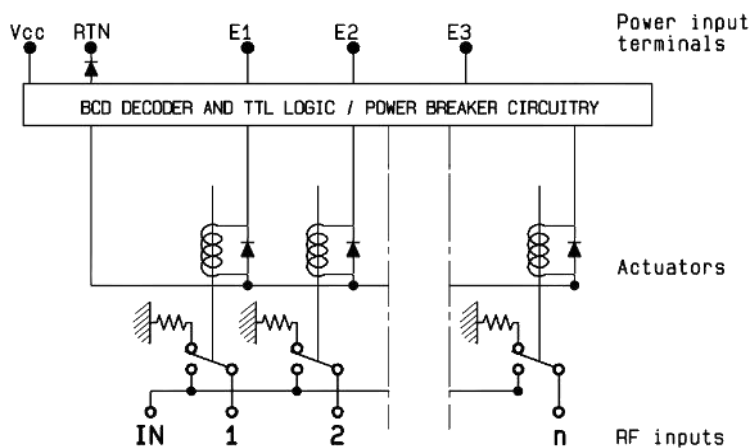 Vcc RTN E1 E2 E3 Power input
terminals
BCD DECODER AND TTL LOGIC / POWER BREAKER CIRCUITRY
Actuators
IN 1 2 n RF inputs